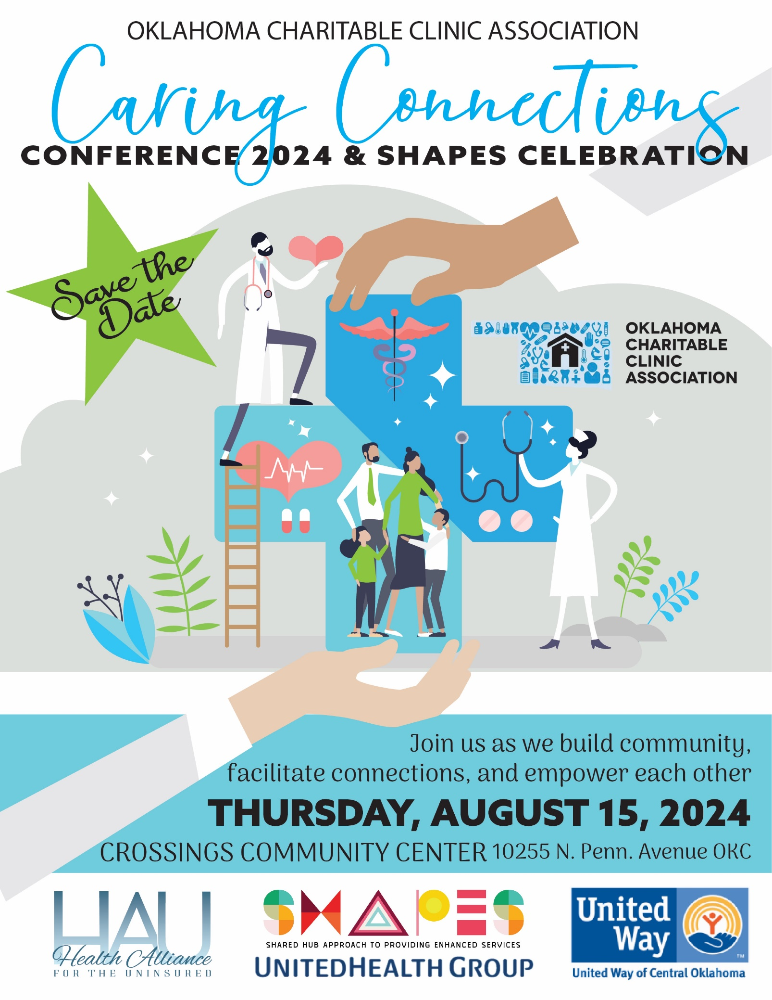 OKLAHOMA CHARITABLE CLINIC ASSOCIATION
Caring Connections
CONFERENCE 2024 & SHAPES CELEBRATION
Save the
Date
OKLAHOMA
CHARITABLE
CLINIC
ASSOCIATION
Join us as we build community,
facilitate connections, and empower each other
THURSDAY, AUGUST 15, 2024
CROSSINGS COMMUNITY CENTER 10255 N. Penn. Avenue OKC
HAU
Health Alliance
FOR THE UNINSURED
SHAPES
SHARED HUB APPROACH TO PROVIDING ENHANCED SERVICES
UNITEDHEALTH GROUP
United
Way
TM
United Way of Central Oklahoma